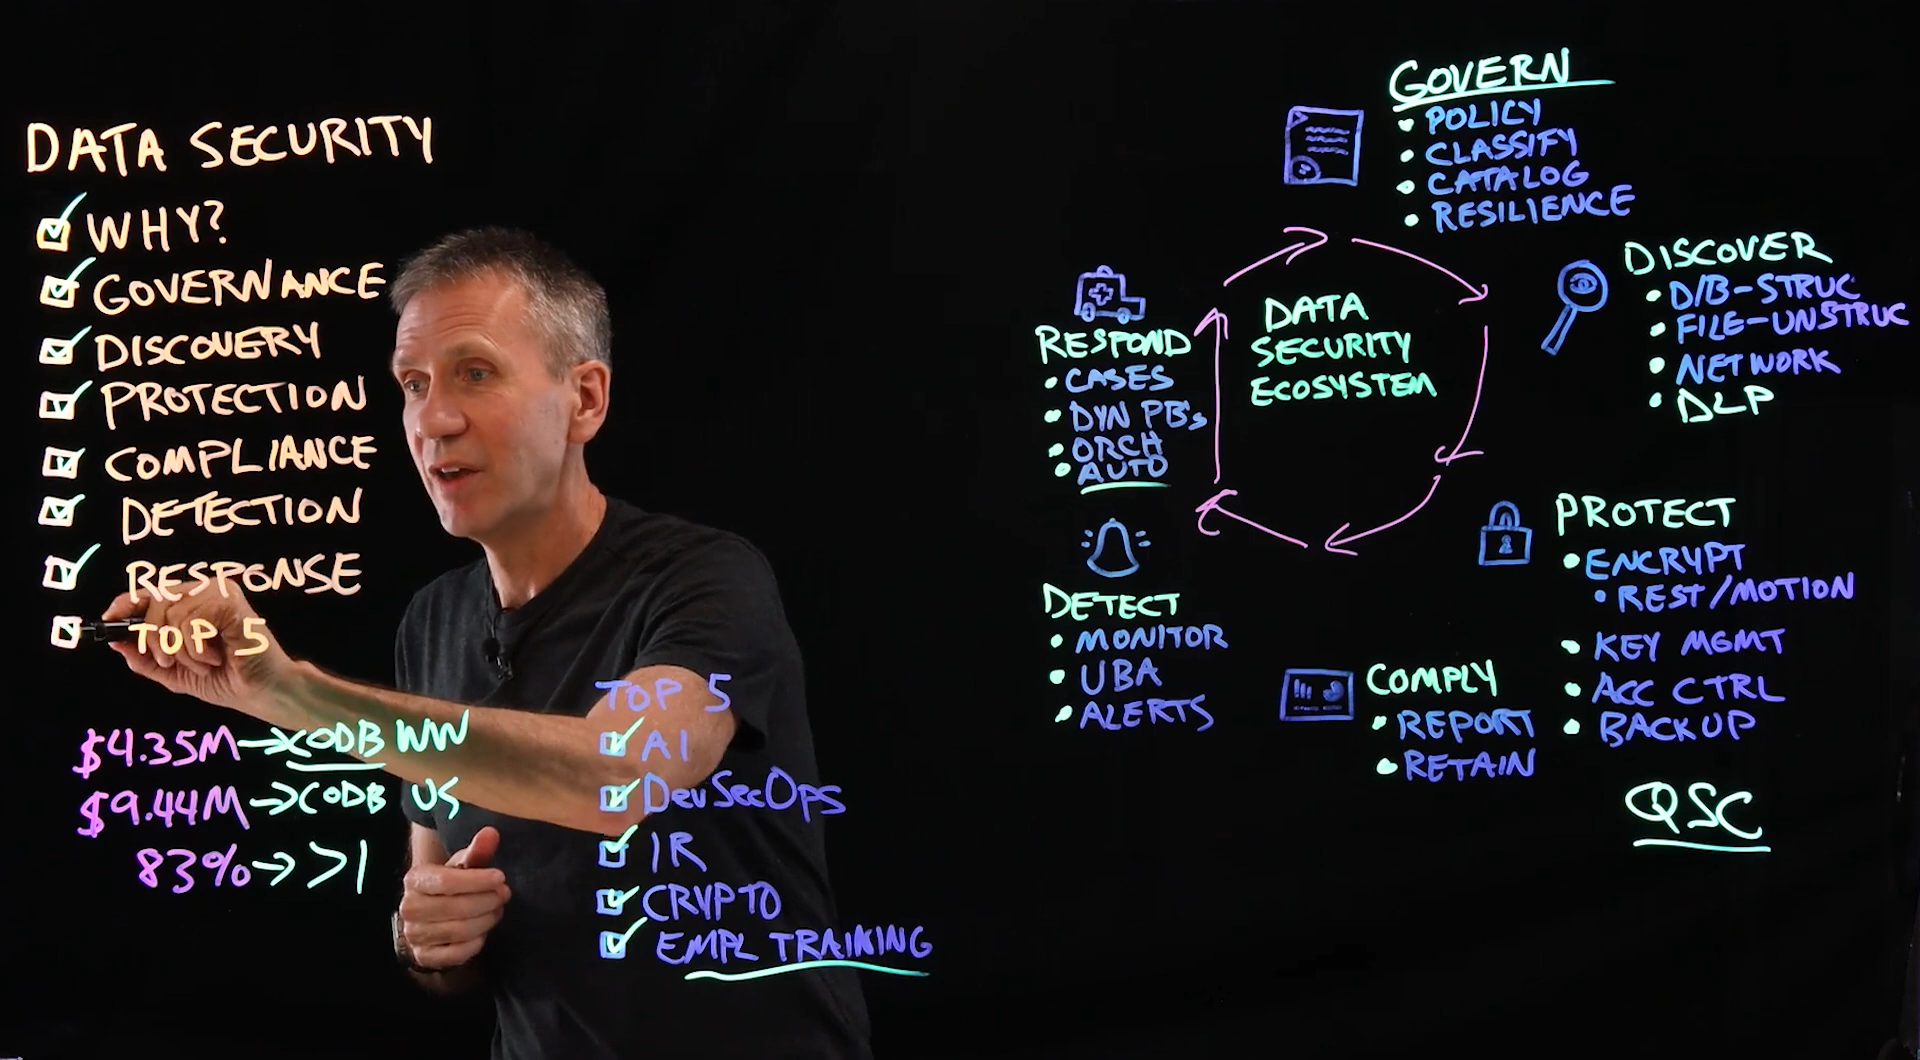 DATA SECURITY
WHY?
GOVERNANCE
DISCOVERY
PROTECTION
COMPLIANCE
DETECTION
RESPONSE
TOP 5
$4.35M → CODB WW
$9.44M → CODB US
83% → >1
TOP 5
AI
DevSecOps
IR
CRYPTO
EMPL TRAINING
DATA
SECURITY
ECOSYSTEM
GOVERN
• POLICY
• CLASSIFY
• CATALOG
• RESILIENCE
DISCOVER
• D/B-STRUC
• FILE-UNSTRUC
• NETWORK
• DLP
PROTECT
• ENCRYPT
• REST/MOTION
• KEY MGMT
• ACC CTRL
• BACKUP
QSC
COMPLY
• REPORT
• RETAIN
DETECT
• MONITOR
• UBA
• ALERTS
RESPOND
• CASES
• DYN PB's
• ORCH
• AUTO